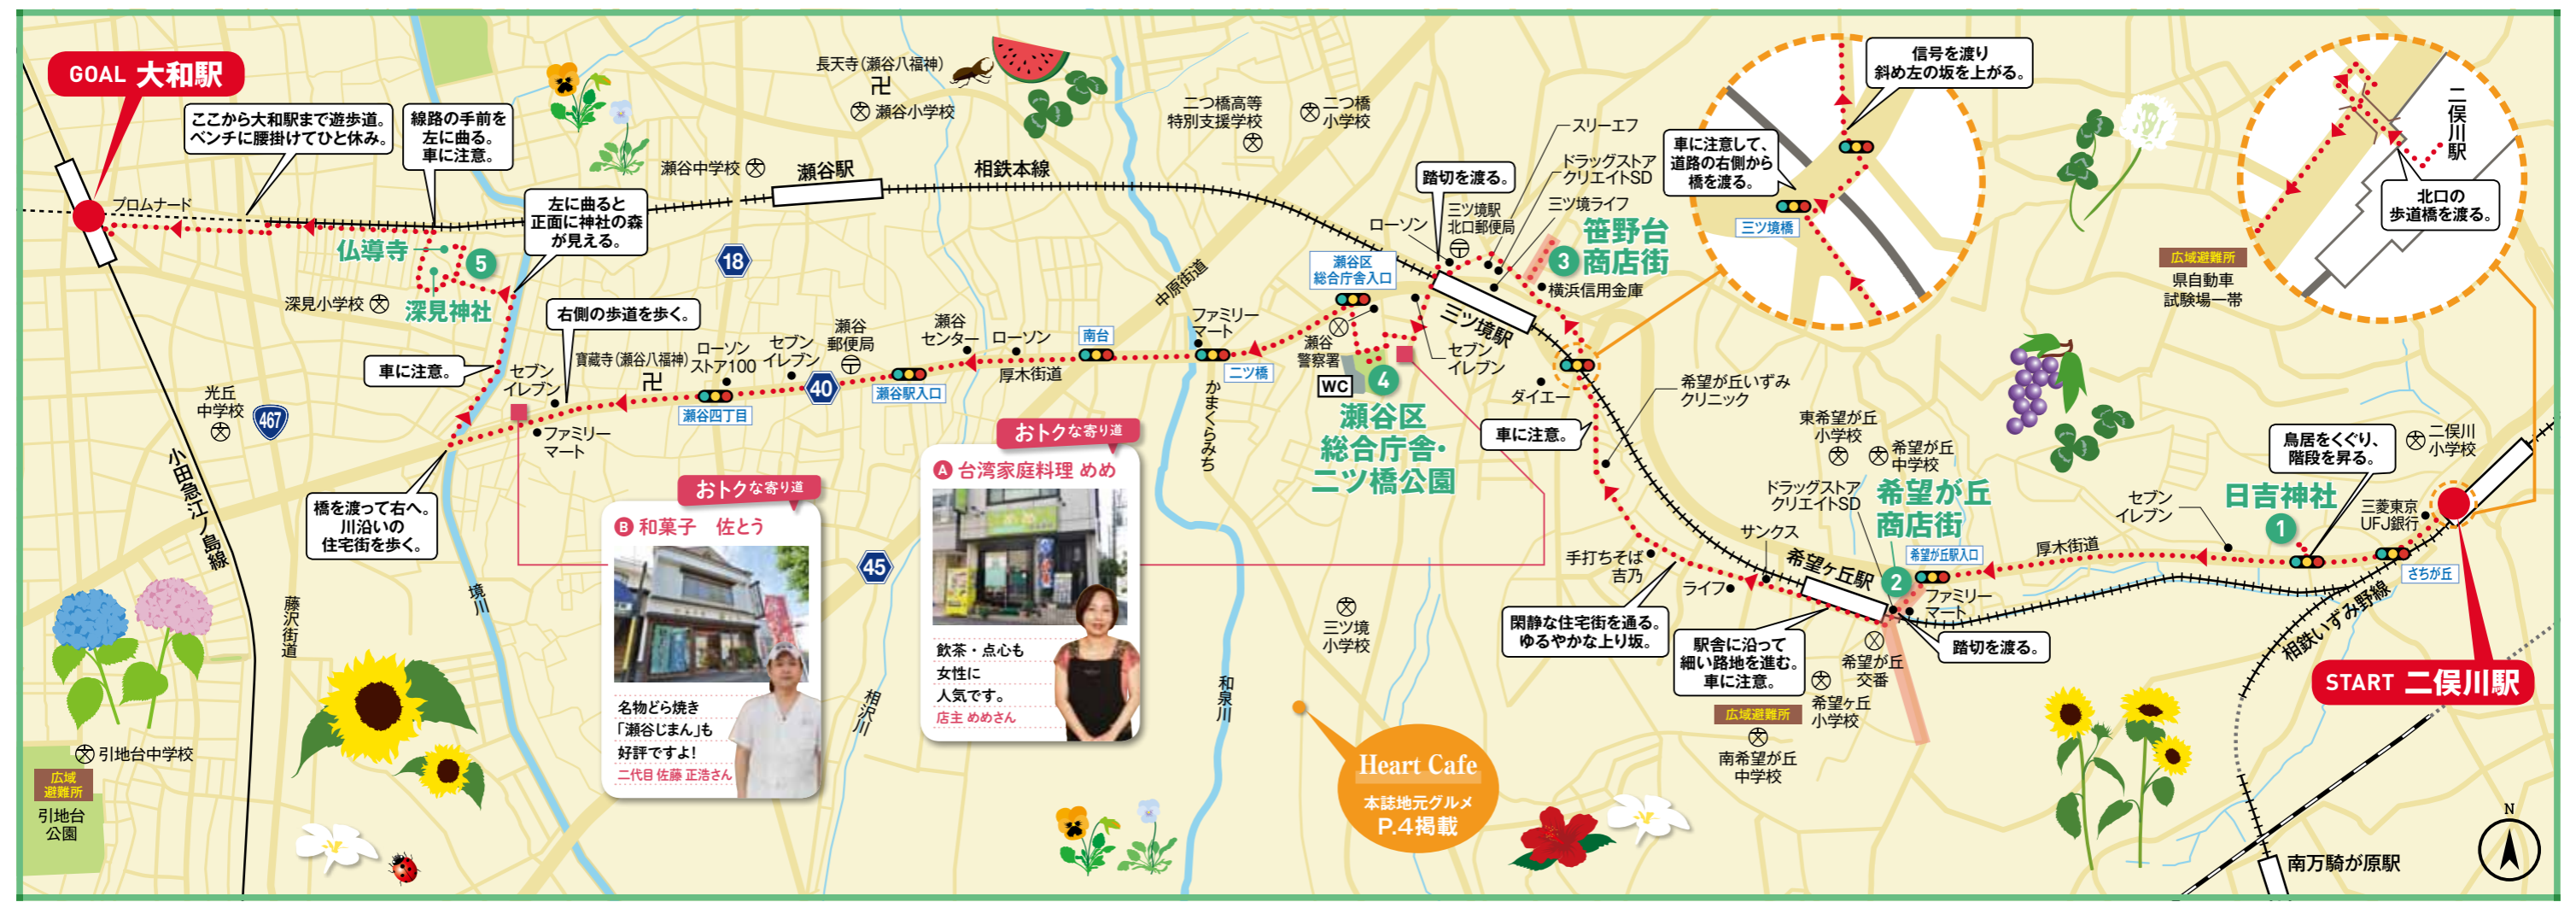 GOAL 大和駅
ここから大和駅まで遊歩道。
ベンチに腰掛けてひと休み。
線路の手前を
左に曲る。
車に注意。
プロムナード
左に曲ると
正面に神社の森
が見える。
仏導寺
5
深見神社
深見小学校
車に注意。
光丘
中学校
467
小田急江ノ島線
藤沢街道
橋を渡って右へ。
川沿いの
住宅街を歩く。
境川
引地台中学校
広域
避難所
引地台
公園
長天寺(瀬谷八福神)
卍
瀬谷小学校
瀬谷中学校
瀬谷駅
相鉄本線
18
右側の歩道を歩く。
セブン
イレブン
寳蔵寺(瀬谷八福神)
卍
ファミリー
マート
ローソン
ストア100
瀬谷四丁目
セブン
イレブン
瀬谷
郵便局
40
瀬谷駅入口
瀬谷
センター
ローソン
厚木街道
南台
中原街道
ファミリー
マート
二ツ橋
かまくらみち
おトクな寄り道
B 和菓子 佐とう
名物どら焼き
「瀬谷じまん」も
好評ですよ!
二代目 佐藤 正浩さん
45
相沢川
おトクな寄り道
A 台湾家庭料理 めめ
飲茶・点心も
女性に
人気です。
店主 めめさん
和泉川
二つ橋高等
特別支援学校
二つ橋
小学校
スリーエフ
ドラッグストア
クリエイトSD
三ツ境ライフ
踏切を渡る。
ローソン
三ツ境駅
北口郵便局
笹野台
商店街
3
横浜信用金庫
瀬谷区
総合庁舎入口
三ツ境駅
瀬谷
警察署
WC
4
瀬谷区
総合庁舎・
二ツ橋公園
セブン
イレブン
ダイエー
希望が丘いずみ
クリニック
車に注意。
三ツ境
小学校
Heart Cafe
本誌地元グルメ
P.4掲載
信号を渡り
斜め左の坂を上がる。
車に注意して、
道路の右側から
橋を渡る。
三ツ境橋
二俣川駅
北口の
歩道橋を渡る。
広域避難所
県自動車
試験場一帯
東希望が丘
小学校
希望が丘
中学校
ドラッグストア
クリエイトSD
希望が丘
商店街
2
希望が丘駅入口
サンクス
希望ケ丘駅
手打ちそば
吉乃
ライフ
閑静な住宅街を通る。
ゆるやかな上り坂。
駅舎に沿って
細い路地を進む。
車に注意。
ファミリー
マート
踏切を渡る。
希望が丘
交番
希望ケ丘
小学校
広域避難所
南希望が丘
中学校
厚木街道
セブン
イレブン
日吉神社
1
鳥居をくぐり、
階段を昇る。
二俣川
小学校
三菱東京
UFJ銀行
さちが丘
相鉄いずみ野線
START 二俣川駅
南万騎が原駅
N